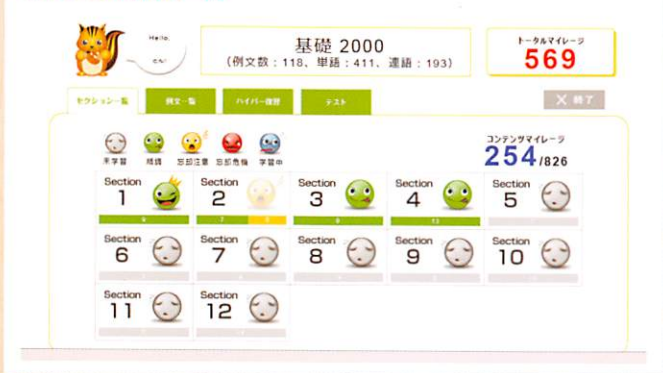 Hello,
基礎 2000
(例文数:118、単語:411、連語:193)
トータルマイレージ
569
セクション一覧
例文一覧
ハイパー復習
テスト
× 終了
未学習
順調
忘却注意
忘却危機
学習中
コンテンツマイレージ
254/826
Section 1
Section 2
Section 3
Section 4
Section 5
Section 6
Section 7
Section 8
Section 9
Section 10
Section 11
Section 12